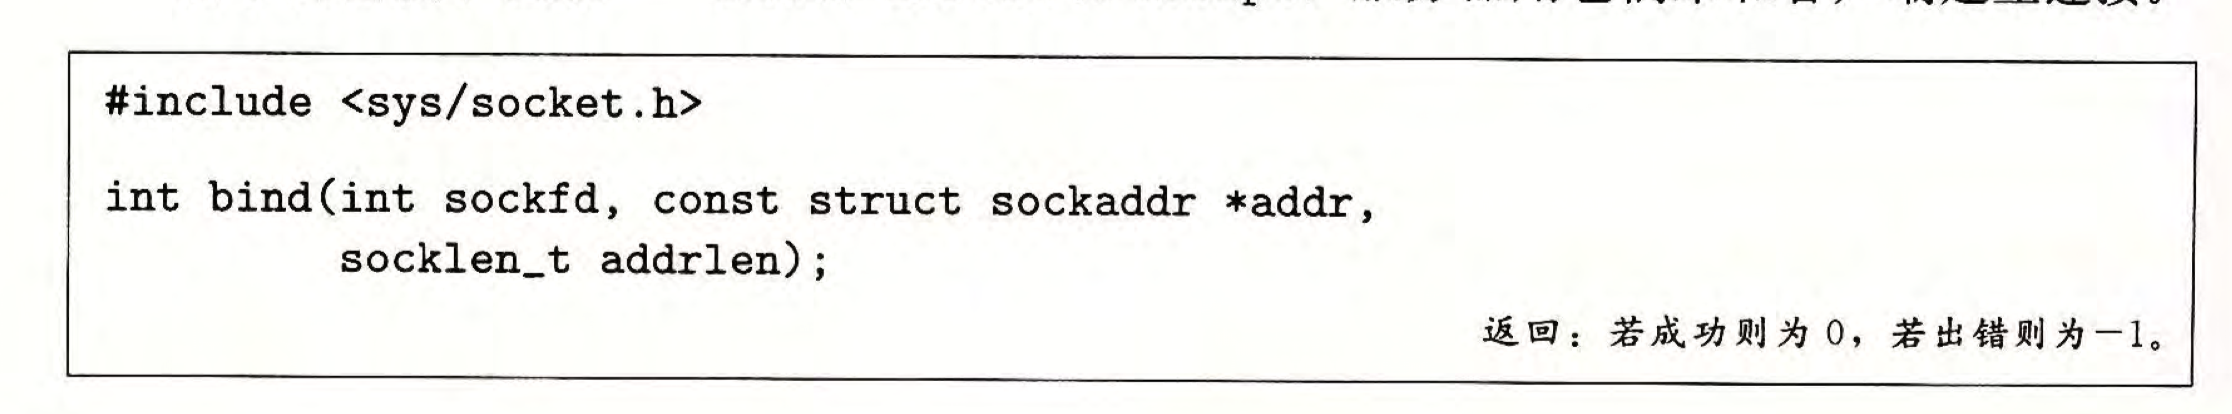 #include <sys/socket.h>
int bind(int sockfd, const struct sockaddr *addr,
socklen_t addrlen);
返回：若成功则为 0，若出错则为－1。